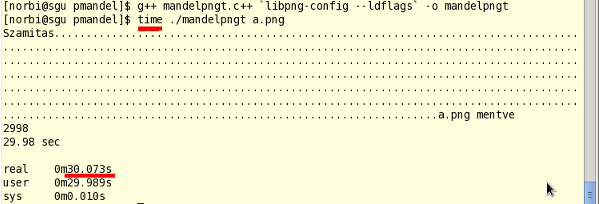 [norbi@sgu pmandel]$ g++ mandelpngt.c++ `libpng-config --ldflags` -o mandelpngt
[norbi@sgu pmandel]$ time ./mandelpngt a.png
Szamitas........................................................................................
................................................................................................
................................................................................................
................................................................................................
................................................................................................
................................................................................................
.........................................................................a.png mentve
2998
29.98 sec
real 0m30.073s
user 0m29.989s
sys 0m0.010s